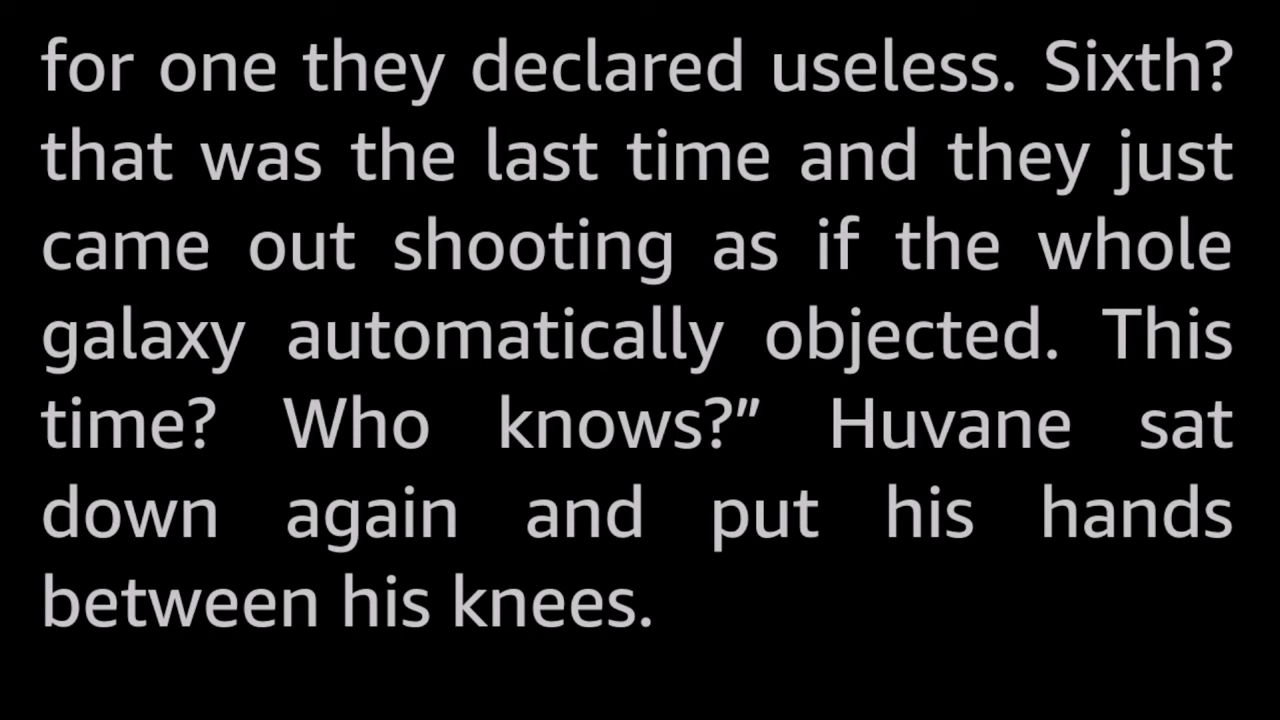 for one they declared useless. Sixth?
that was the last time and they just
came out shooting as if the whole
galaxy automatically objected. This
time? Who knows?” Huvane sat
down again and put his hands
between his knees.